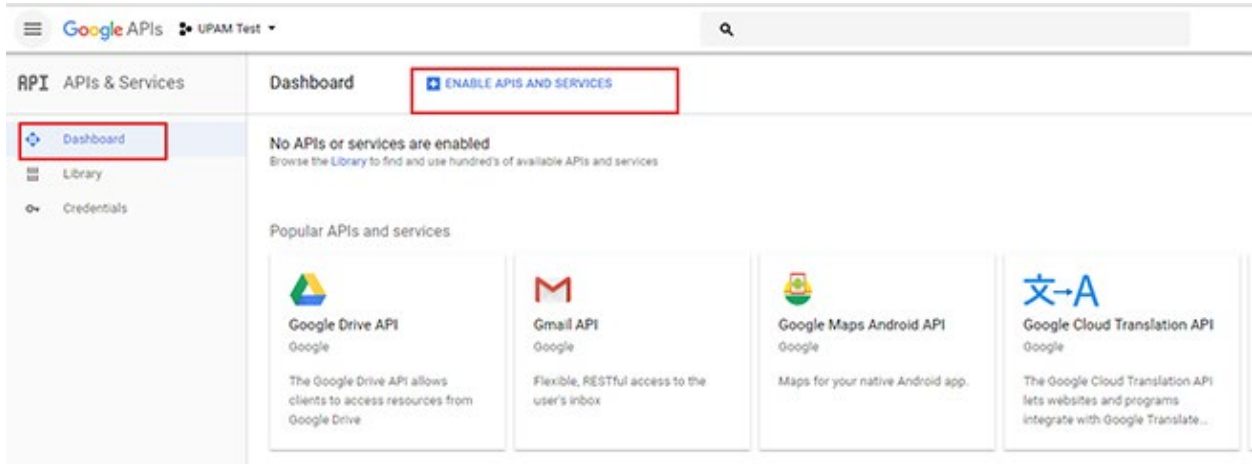 Google APIs UPAM Test
API APIs & Services
Dashboard
ENABLE APIS AND SERVICES
Dashboard
Library
Credentials
No APIs or services are enabled
Browse the Library to find and use hundred's of available APIs and services
Popular APIs and services
Google Drive API
Google
The Google Drive API allows
clients to access resources from
Google Drive
Gmail API
Google
Flexible, RESTful access to the
user's inbox
Google Maps Android API
Google
Maps for your native Android app.
文→A
Google Cloud Translation API
Google
The Google Cloud Translation API
lets websites and programs
integrate with Google Translate...